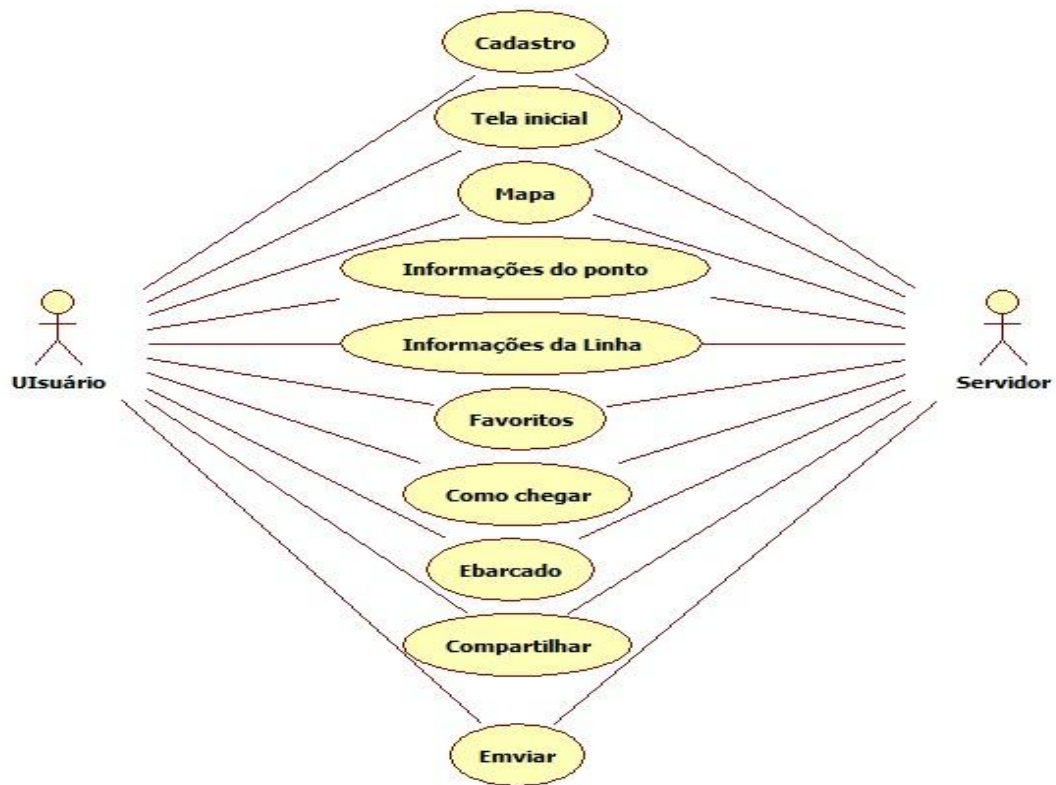 Cadastro
Tela inicial
Mapa
Informações do ponto
Informações da Linha
UIsuário
Servidor
Favoritos
Como chegar
Ebarcado
Compartilhar
Emviar